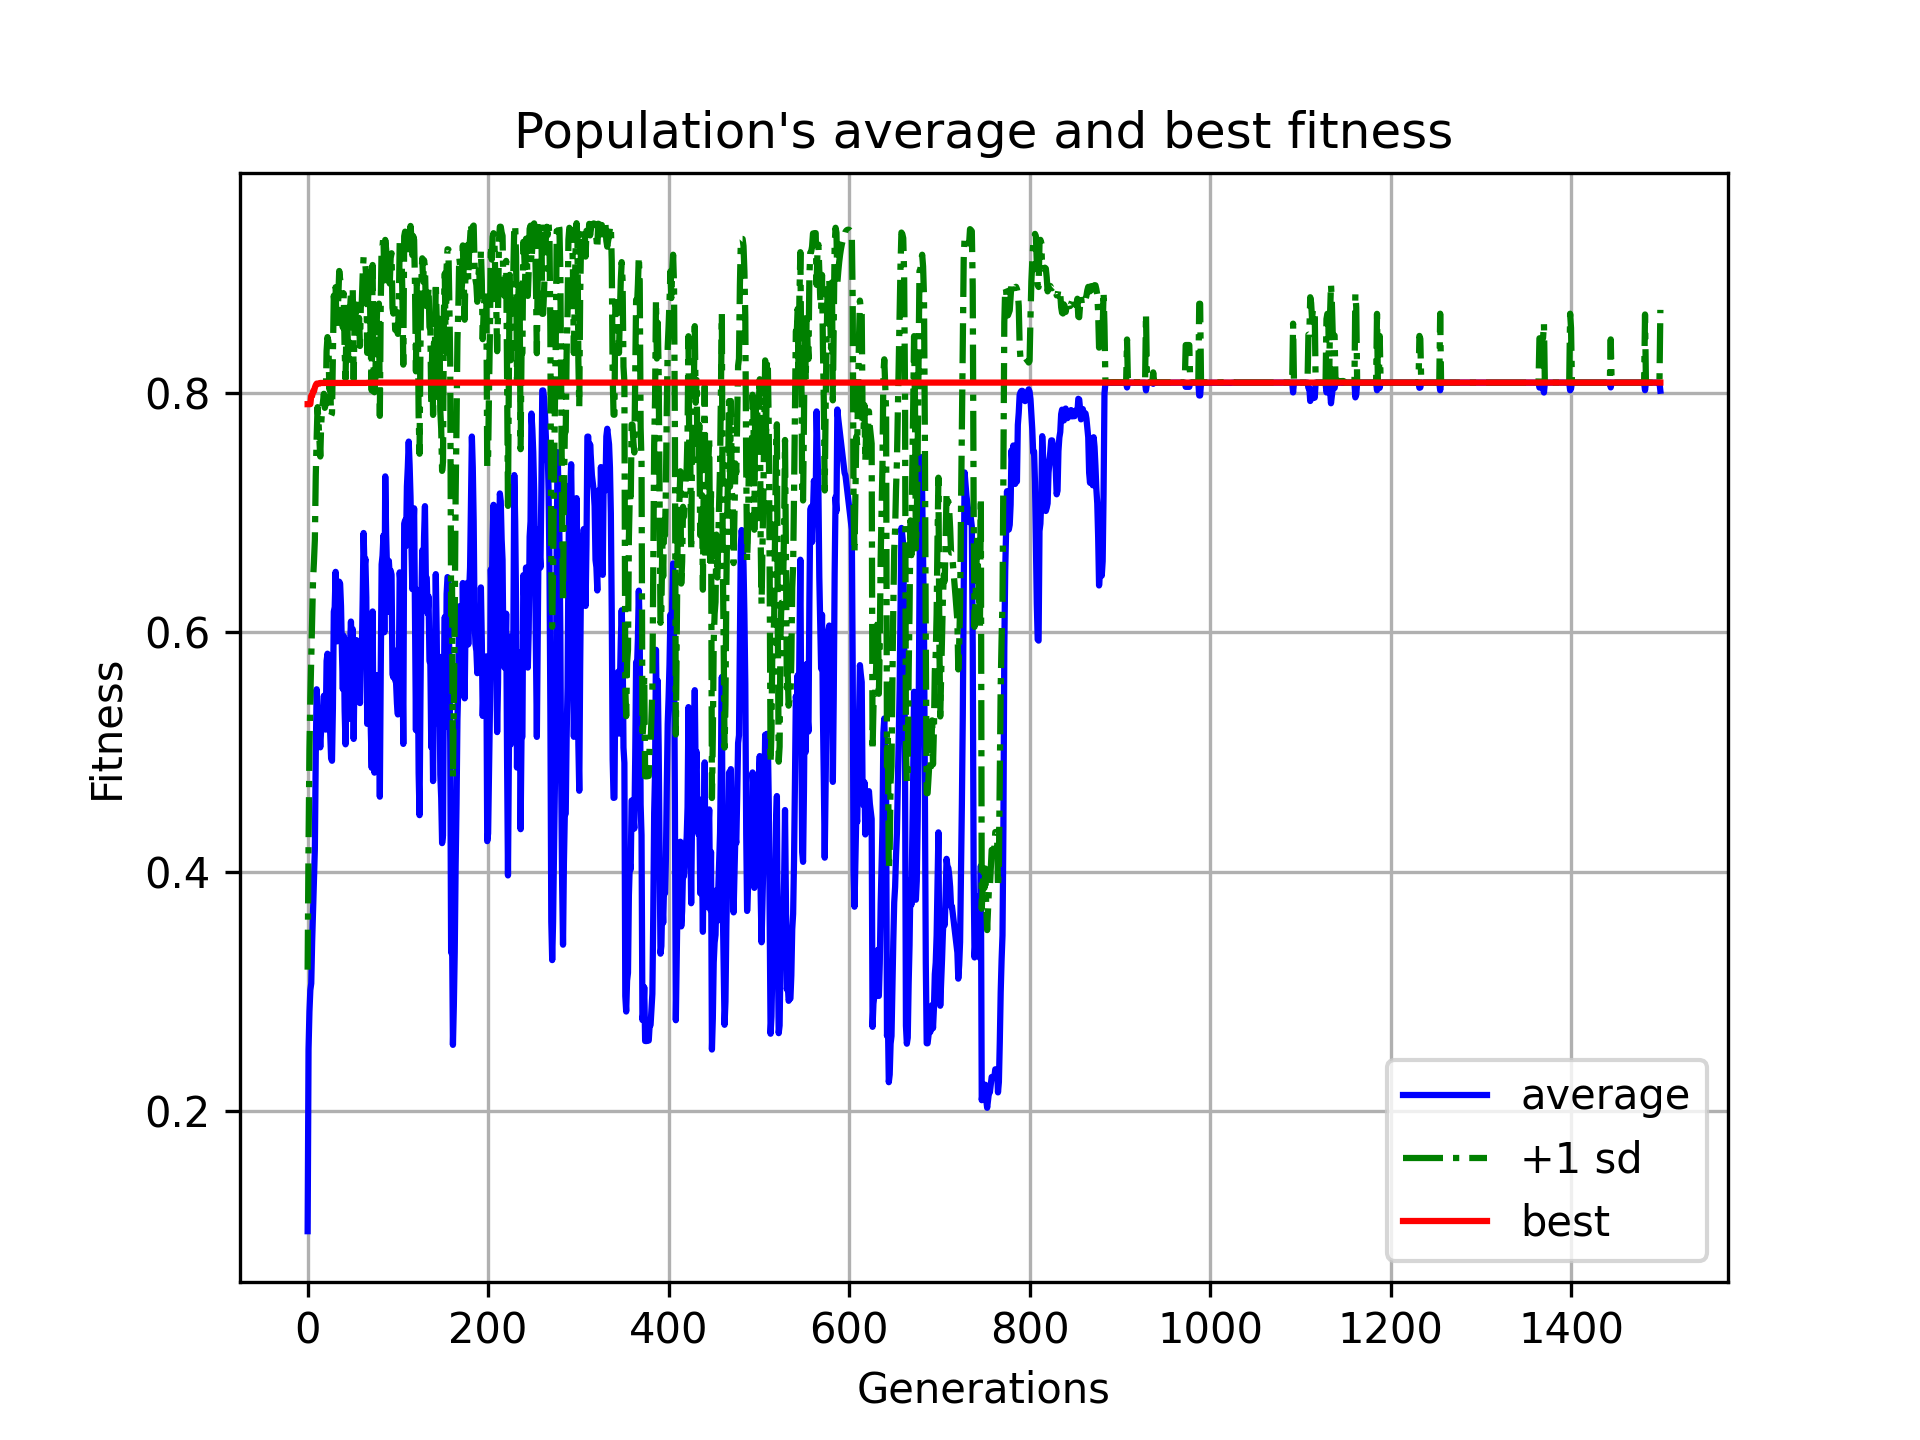 Population's average and best fitness
Fitness
0.8
0.6
0.4
0.2
0 200 400 600 800 1000 1200 1400
Generations
average
+1 sd
best